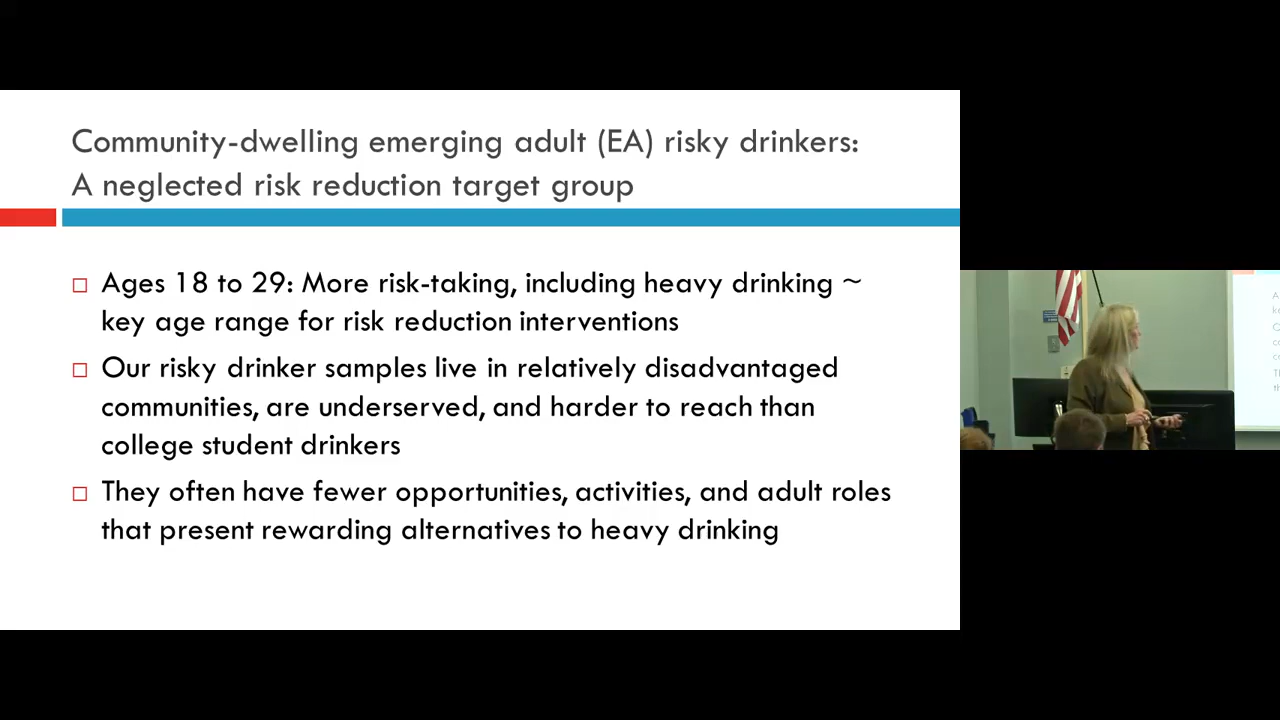 Community-dwelling emerging adult (EA) risky drinkers:
A neglected risk reduction target group
□ Ages 18 to 29: More risk-taking, including heavy drinking ~
key age range for risk reduction interventions
□ Our risky drinker samples live in relatively disadvantaged
communities, are underserved, and harder to reach than
college student drinkers
□ They often have fewer opportunities, activities, and adult roles
that present rewarding alternatives to heavy drinking